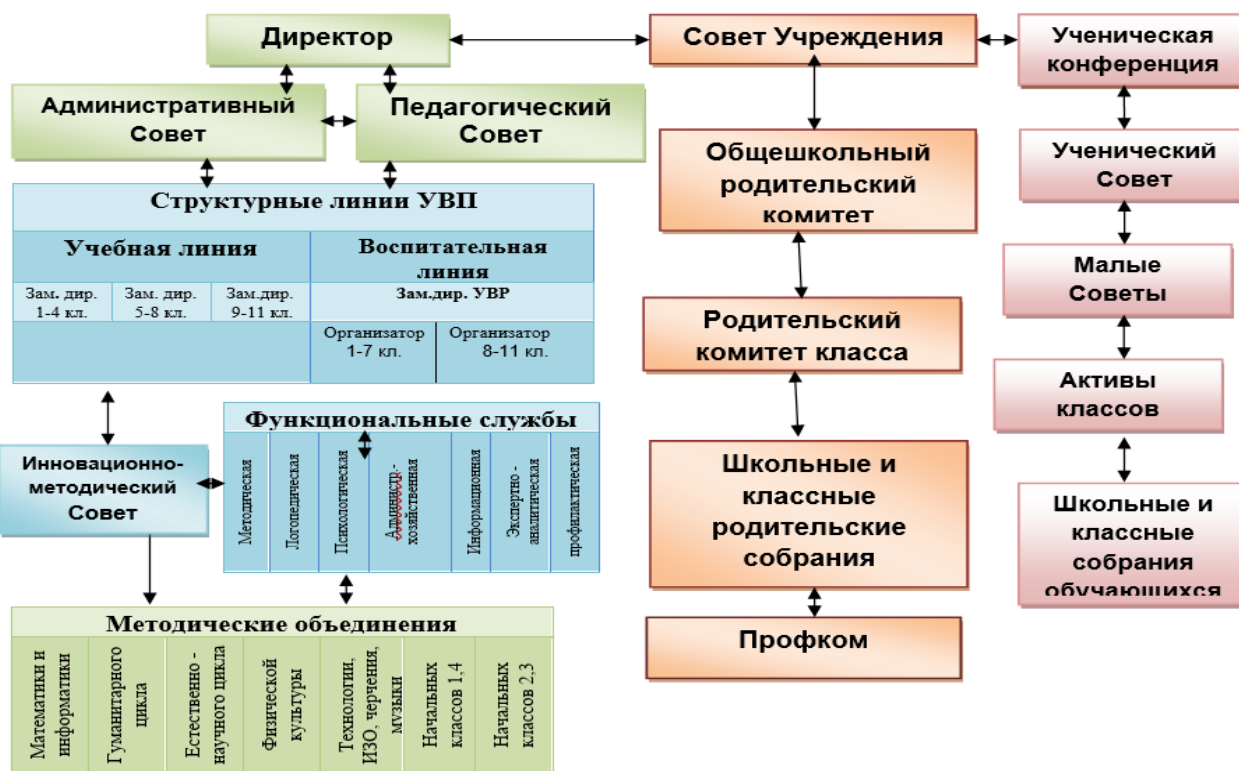 Директор
Совет Учреждения
Ученическая
конференция
Административный
Совет
Педагогический
Совет
Общешкольный
родительский
комитет
Ученический
Совет
Структурные линии УВП
Учебная линия
Воспитательная
линия
Зам. дир.
1-4 кл.
Зам. дир.
5-8 кл.
Зам.дир.
9-11 кл.
Зам.дир. УВР
Организатор
1-7 кл.
Организатор
8-11 кл.
Малые
Советы
Родительский
комитет класса
Активы
классов
Функциональные службы
Методическая
Логопедическая
Психологическая
Администр.-
хозяйственная
Информационная
Экспертно -
аналитическая
профилактическая
Инновационно-
методический
Совет
Школьные и
классные
родительские
собрания
Школьные и
классные
собрания
обучающихся
Профком
Методические объединения
Математики и
информатики
Гуманитарного
цикла
Естественно -
научного цикла
Физической
культуры
Технологии,
ИЗО, черчения,
музыки
Начальных
классов 1,4
Начальных
классов 2,3